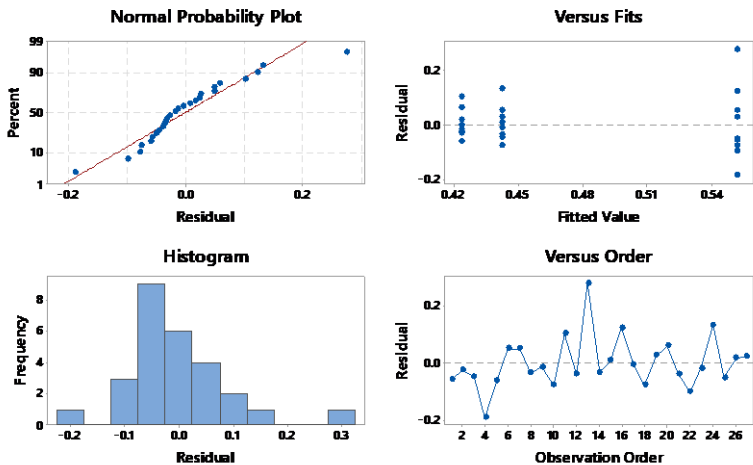 Normal Probability Plot
99
90
50
10
1
Percent
-0.2 0.0 0.2
Residual
Versus Fits
0.2
0.0
-0.2
Residual
0.42 0.45 0.48 0.51 0.54
Fitted Value
Histogram
8
6
4
2
0
Frequency
-0.2 -0.1 0.0 0.1 0.2 0.3
Residual
Versus Order
0.2
0.0
-0.2
Residual
2 4 6 8 10 12 14 16 18 20 22 24 26
Observation Order